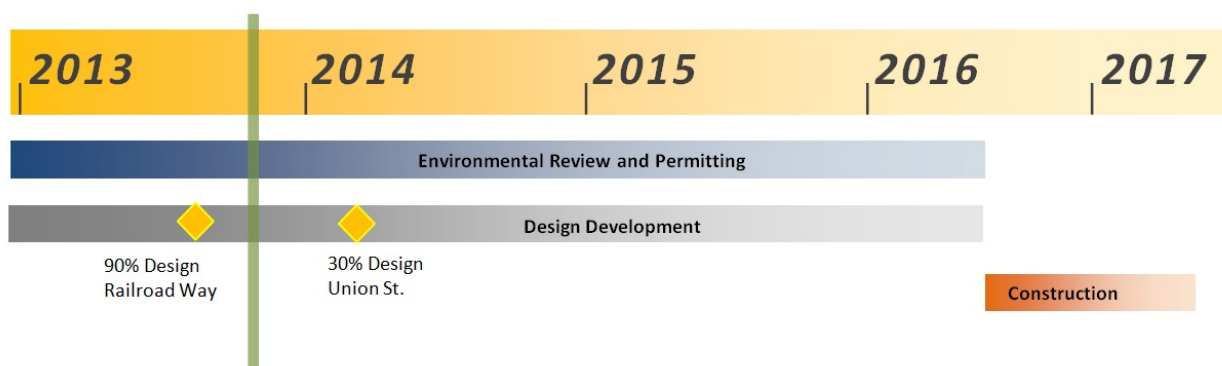 2013 2014 2015 2016 2017
Environmental Review and Permitting
Design Development
90% Design
Railroad Way
30% Design
Union St.
Construction